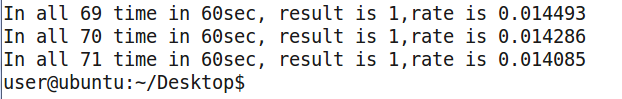 In all 69 time in 60sec, result is 1,rate is 0.014493
In all 70 time in 60sec, result is 1,rate is 0.014286
In all 71 time in 60sec, result is 1,rate is 0.014085
user@ubuntu:~/Desktop$